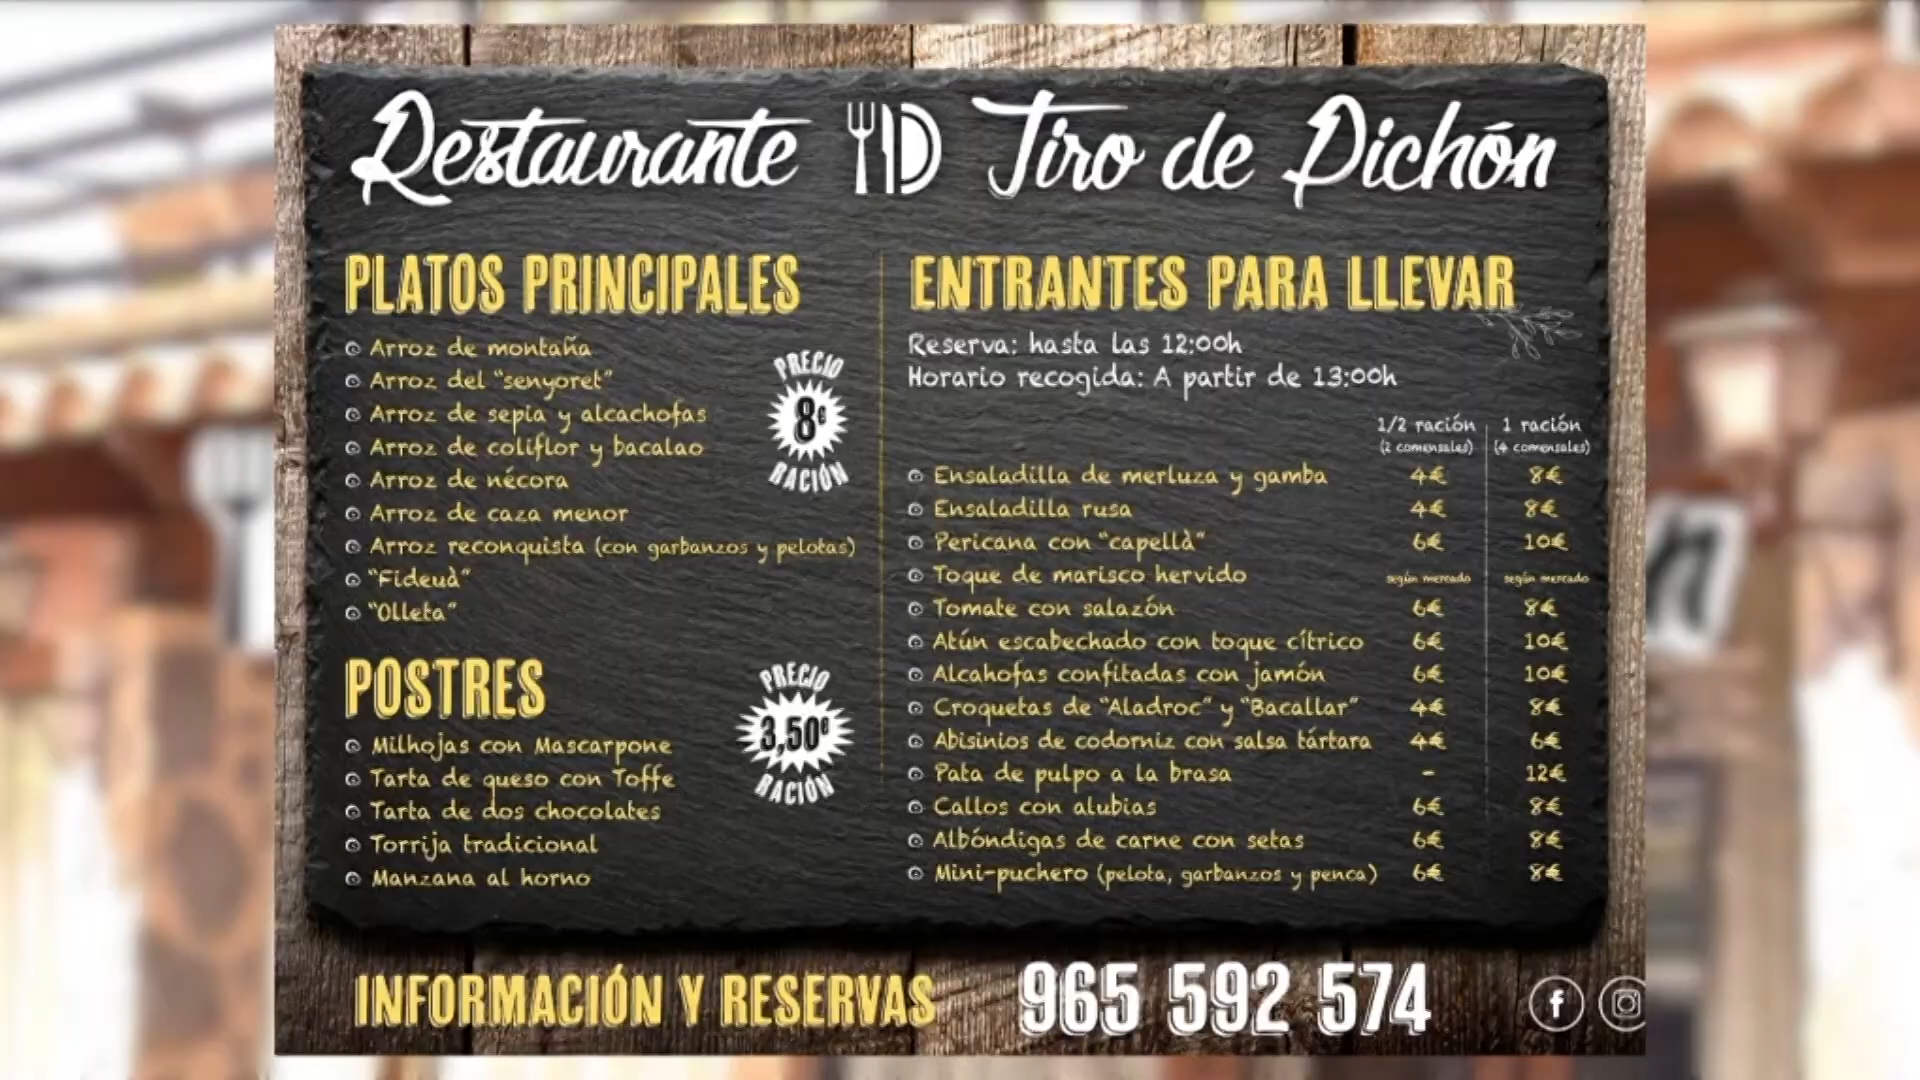 Restaurante Tiro de Pichón
PLATOS PRINCIPALES
Arroz de montaña
Arroz del "senyoret"
Arroz de sepia y alcachofas
Arroz de coliflor y bacalao
Arroz de nécora
Arroz de caza menor
Arroz reconquista (con garbanzos y pelotas)
"Fideuà"
"Olleta"
PRECIO
8€
RACIÓN
POSTRES
Milhojas con Mascarpone
Tarta de queso con Toffe
Tarta de dos chocolates
Torrija tradicional
Manzana al horno
PRECIO
3,50€
RACIÓN
ENTRANTES PARA LLEVAR
Reserva: hasta las 12:00h
Horario recogida: A partir de 13:00h
1/2 ración 1 ración
(2 comensales) (4 comensales)
Ensaladilla de merluza y gamba 4€ 8€
Ensaladilla rusa 4€ 8€
Pericana con "capellà" 6€ 10€
Toque de marisco hervido según mercado según mercado
Tomate con salazón 6€ 8€
Atún escabechado con toque cítrico 6€ 10€
Alcahofas confitadas con jamón 6€ 10€
Croquetas de "Aladroc" y "Bacallar" 4€ 8€
Abisinios de codorniz con salsa tártara 4€ 6€
Pata de pulpo a la brasa - 12€
Callos con alubias 6€ 8€
Albóndigas de carne con setas 6€ 8€
Mini-puchero (pelota, garbanzos y penca) 6€ 8€
INFORMACIÓN Y RESERVAS 965 592 574